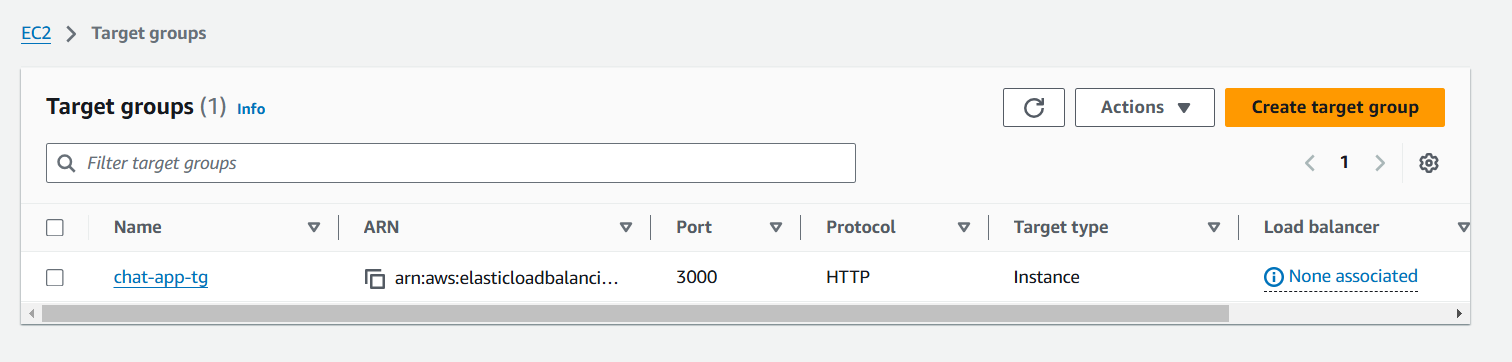 EC2 > Target groups
Target groups (1) Info
Actions
Create target group
Filter target groups
1
Name ARN Port Protocol Target type Load balancer
chat-app-tg arn:aws:elasticloadbalanci... 3000 HTTP Instance None associated